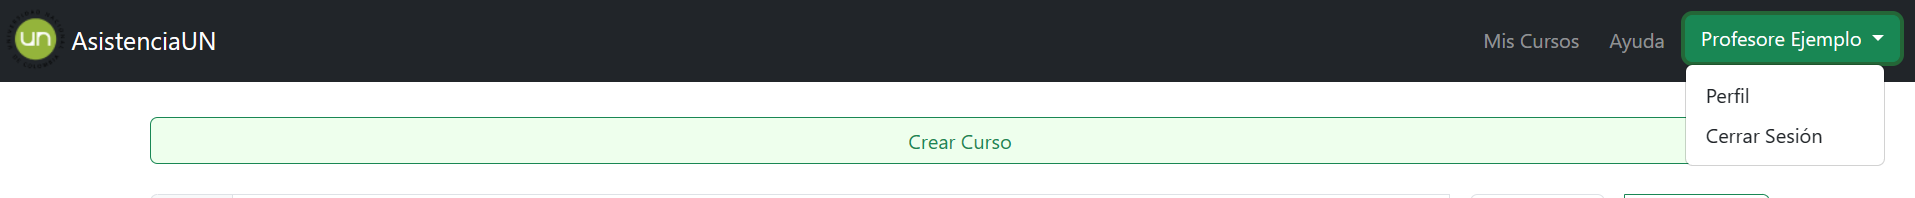 un
AsistenciaUN
Mis Cursos
Ayuda
Profesore Ejemplo
Perfil
Cerrar Sesión
Crear Curso